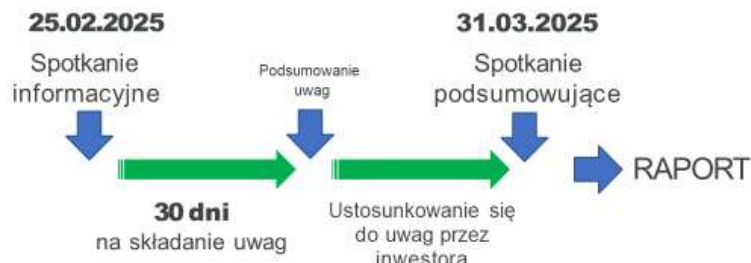 25.02.2025
Spotkanie
informacyjne
Podsumowanie
uwag
31.03.2025
Spotkanie
podsumowujące
RAPORT
30 dni
na składanie uwag
Ustosunkowanie się
do uwag przez
inwestora